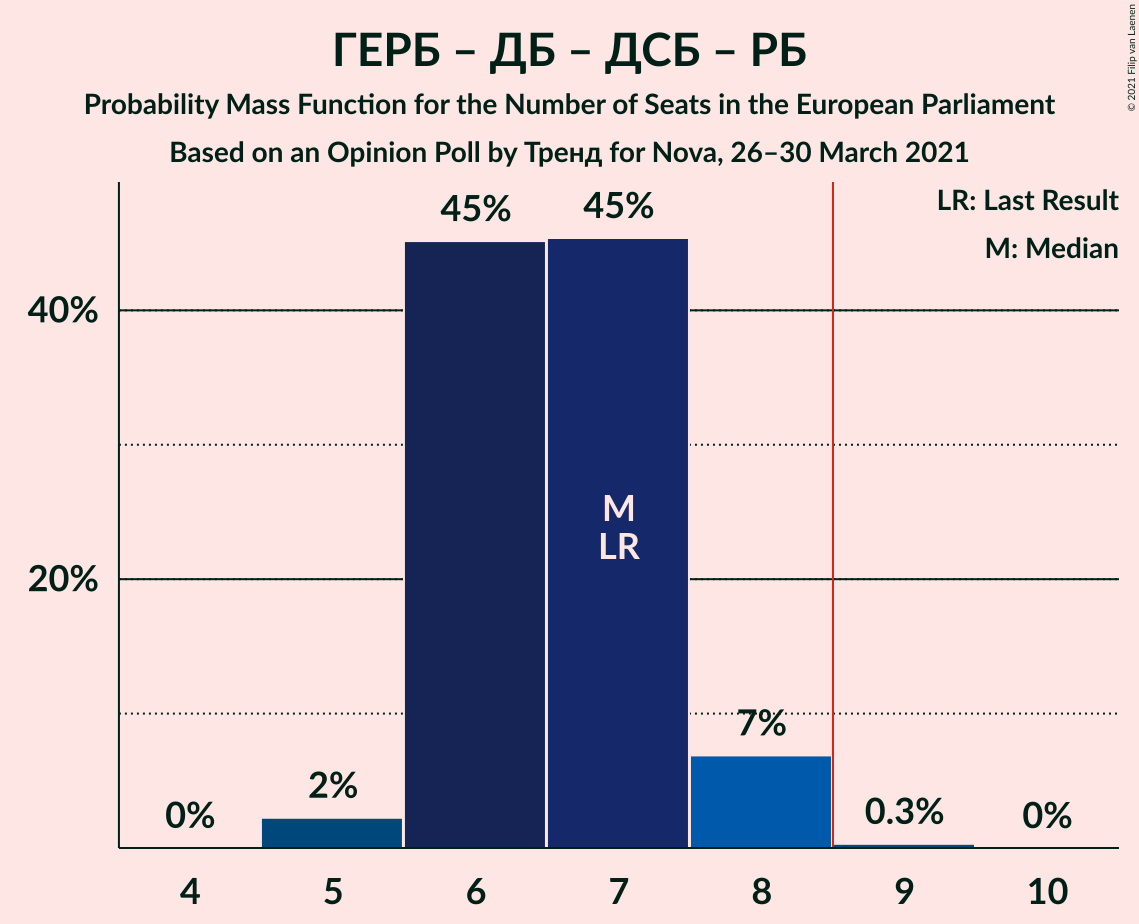 ГЕРБ – ДБ – ДСБ – РБ
Probability Mass Function for the Number of Seats in the European Parliament
Based on an Opinion Poll by Тренд for Nova, 26–30 March 2021
© 2021 Filip van Laenen
LR: Last Result
M: Median
45%
45%
40%
M
LR
20%
7%
2%
0.3%
0%
0%
4
5
6
7
8
9
10